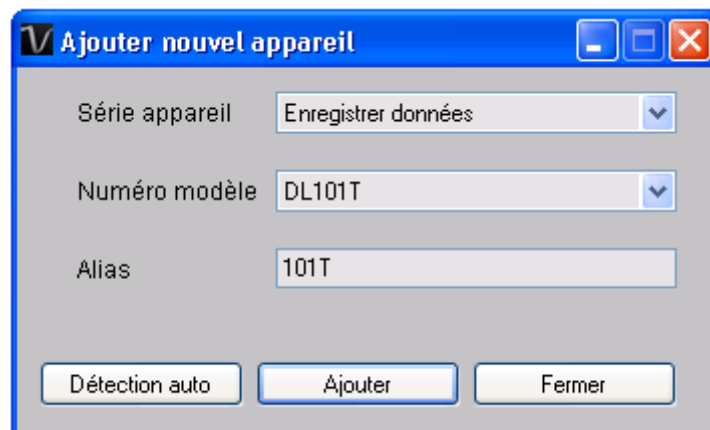 Ajouter nouvel appareil
Série appareil Enregistrer données
Numéro modèle DL101T
Alias 101T
Détection auto Ajouter Fermer